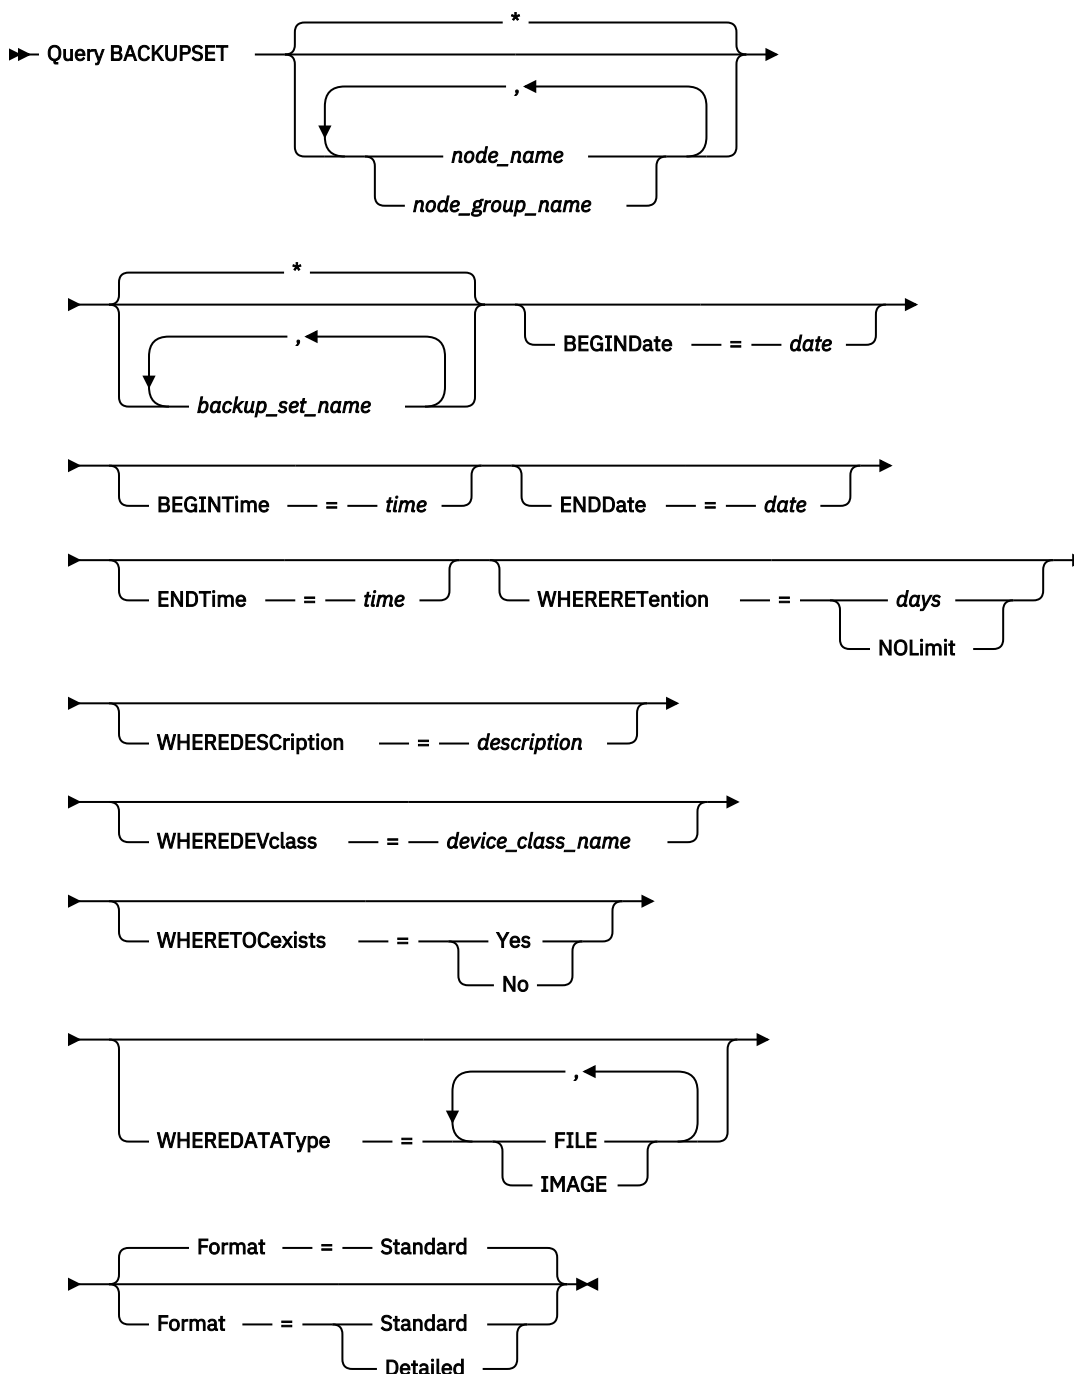 *
Query BACKUPSET
,
node_name
node_group_name
*
BEGINDate = date
,
backup_set_name
BEGINTime = time ENDDate = date
ENDTime = time WHERERETention = days
NOLimit
WHEREDESCription = description
WHEREDEVclass = device_class_name
WHERETOCexists = Yes
No
,
WHEREDATAType = FILE
IMAGE
Format = Standard
Format = Standard
Detailed